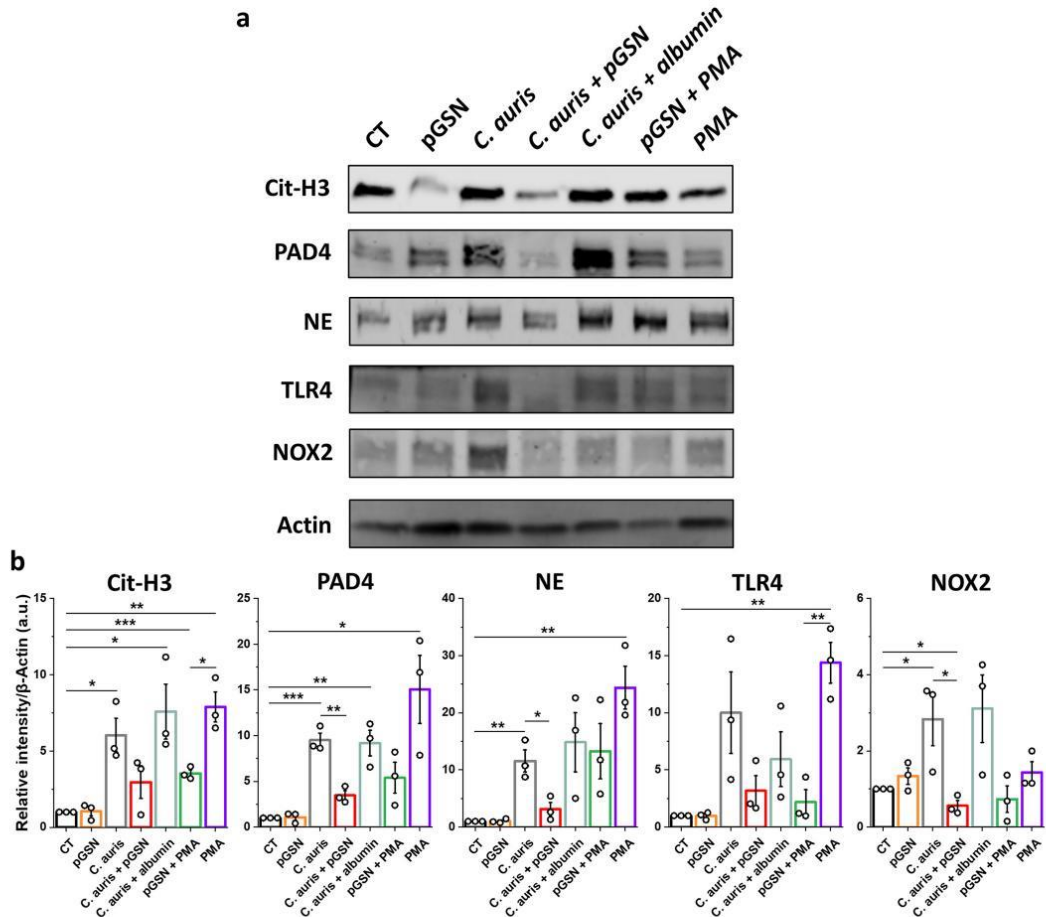 a
CT
pGSN
C. auris
C. auris + pGSN
C. auris + albumin
pGSN + PMA
PMA
Cit-H3
PAD4
NE
TLR4
NOX2
Actin
b
Cit-H3
PAD4
NE
TLR4
NOX2
Relative intensity/β-Actin (a.u.)
15
10
5
0
**
***
*
*
*
CT
pGSN
C. auris
C. auris + pGSN
C. auris + albumin
pGSN + PMA
PMA
25
20
15
10
5
0
*
**
***
**
CT
pGSN
C. auris
C. auris + pGSN
C. auris + albumin
pGSN + PMA
PMA
50
40
30
20
10
0
**
**
*
CT
pGSN
C. auris
C. auris + pGSN
C. auris + albumin
pGSN + PMA
PMA
20
15
10
5
0
**
**
CT
pGSN
C. auris
C. auris + pGSN
C. auris + albumin
pGSN + PMA
PMA
6
4
2
0
*
*
*
CT
pGSN
C. auris
C. auris + pGSN
C. auris + albumin
pGSN + PMA
PMA